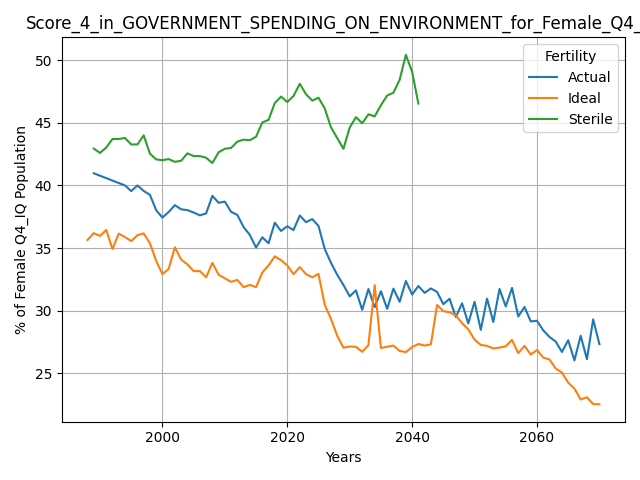 Score_4_in_GOVERNMENT_SPENDING_ON_ENVIRONMENT_for_Female_Q4_
Fertility
Actual
Ideal
Sterile
% of Female Q4_IQ Population
50
45
40
35
30
25
2000
2020
2040
2060
Years